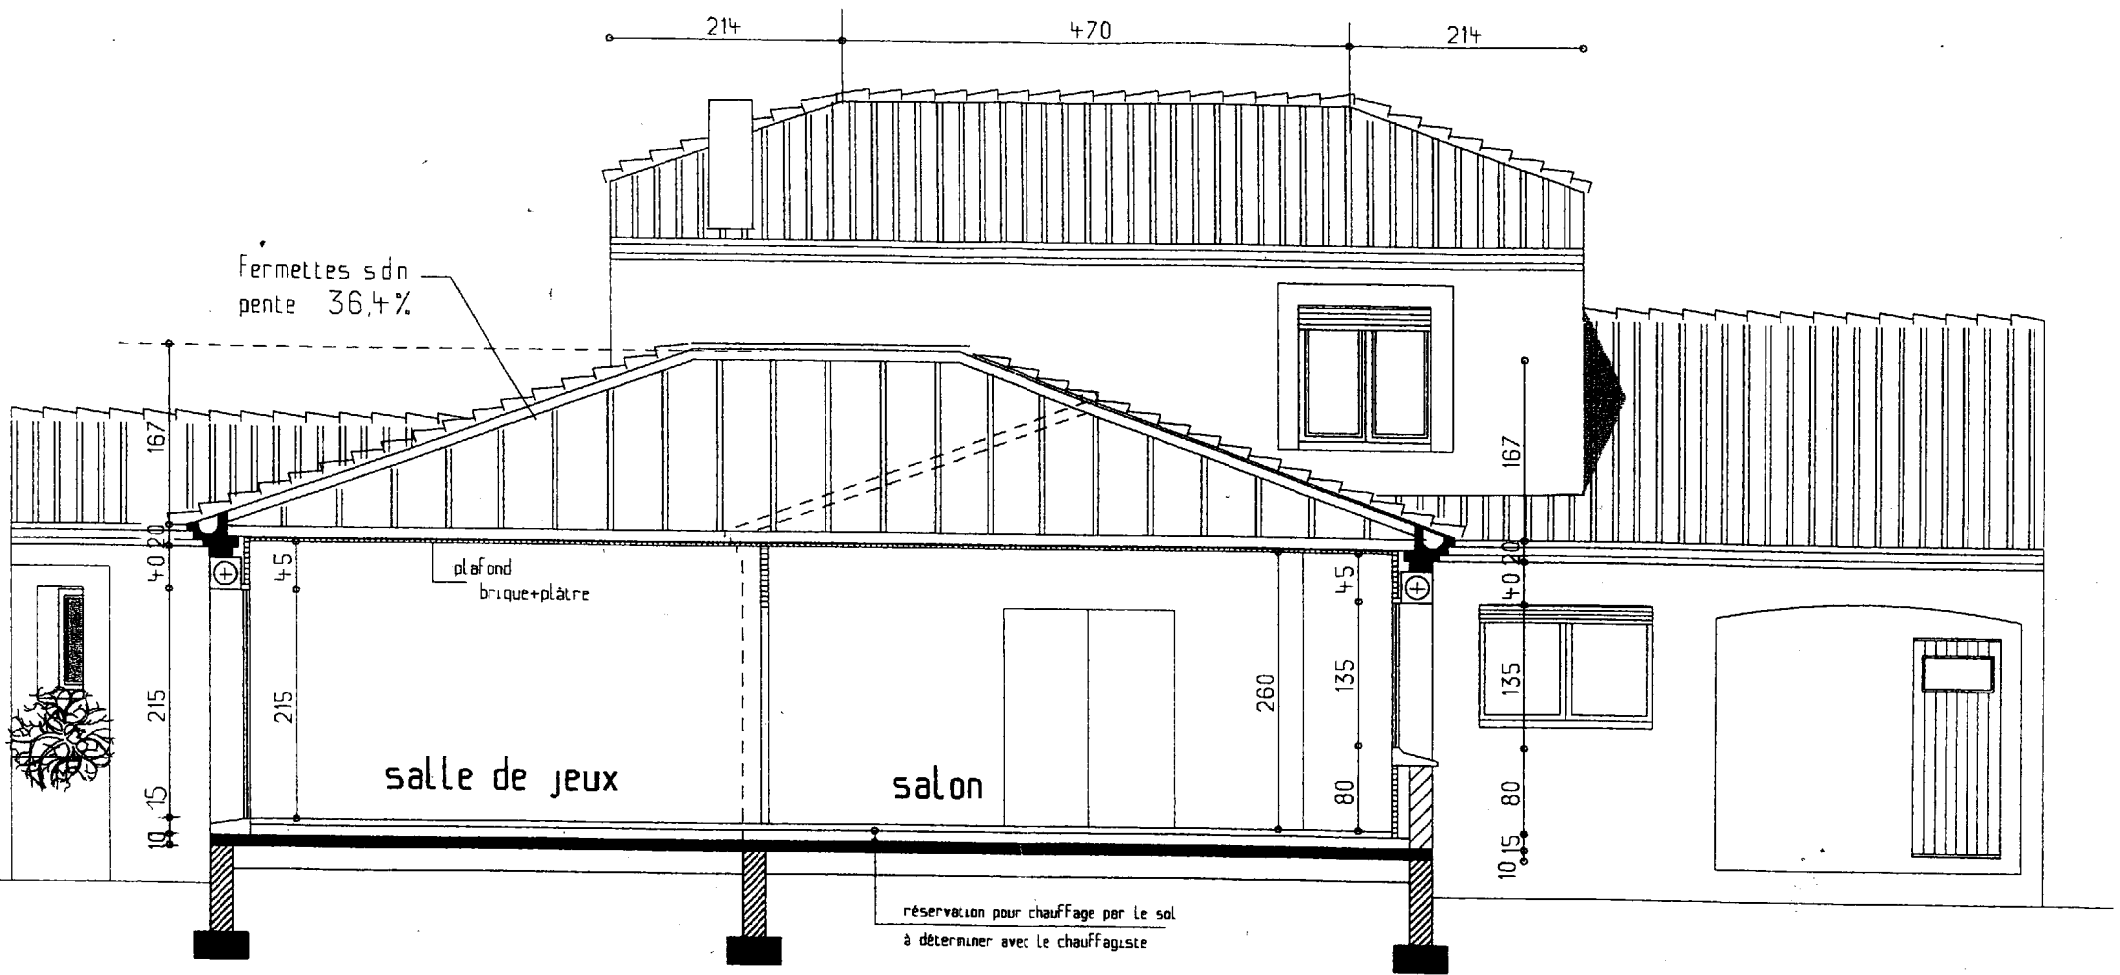 214
470
214
Fermettes sdn
pente 36,4%
167
20
40
215
15
10
45
215
plafond
brique+plâtre
salle de jeux
salon
260
45
135
80
167
20
40
135
80
15
10
réservation pour chauffage par le sol
à déterminer avec le chauffagiste